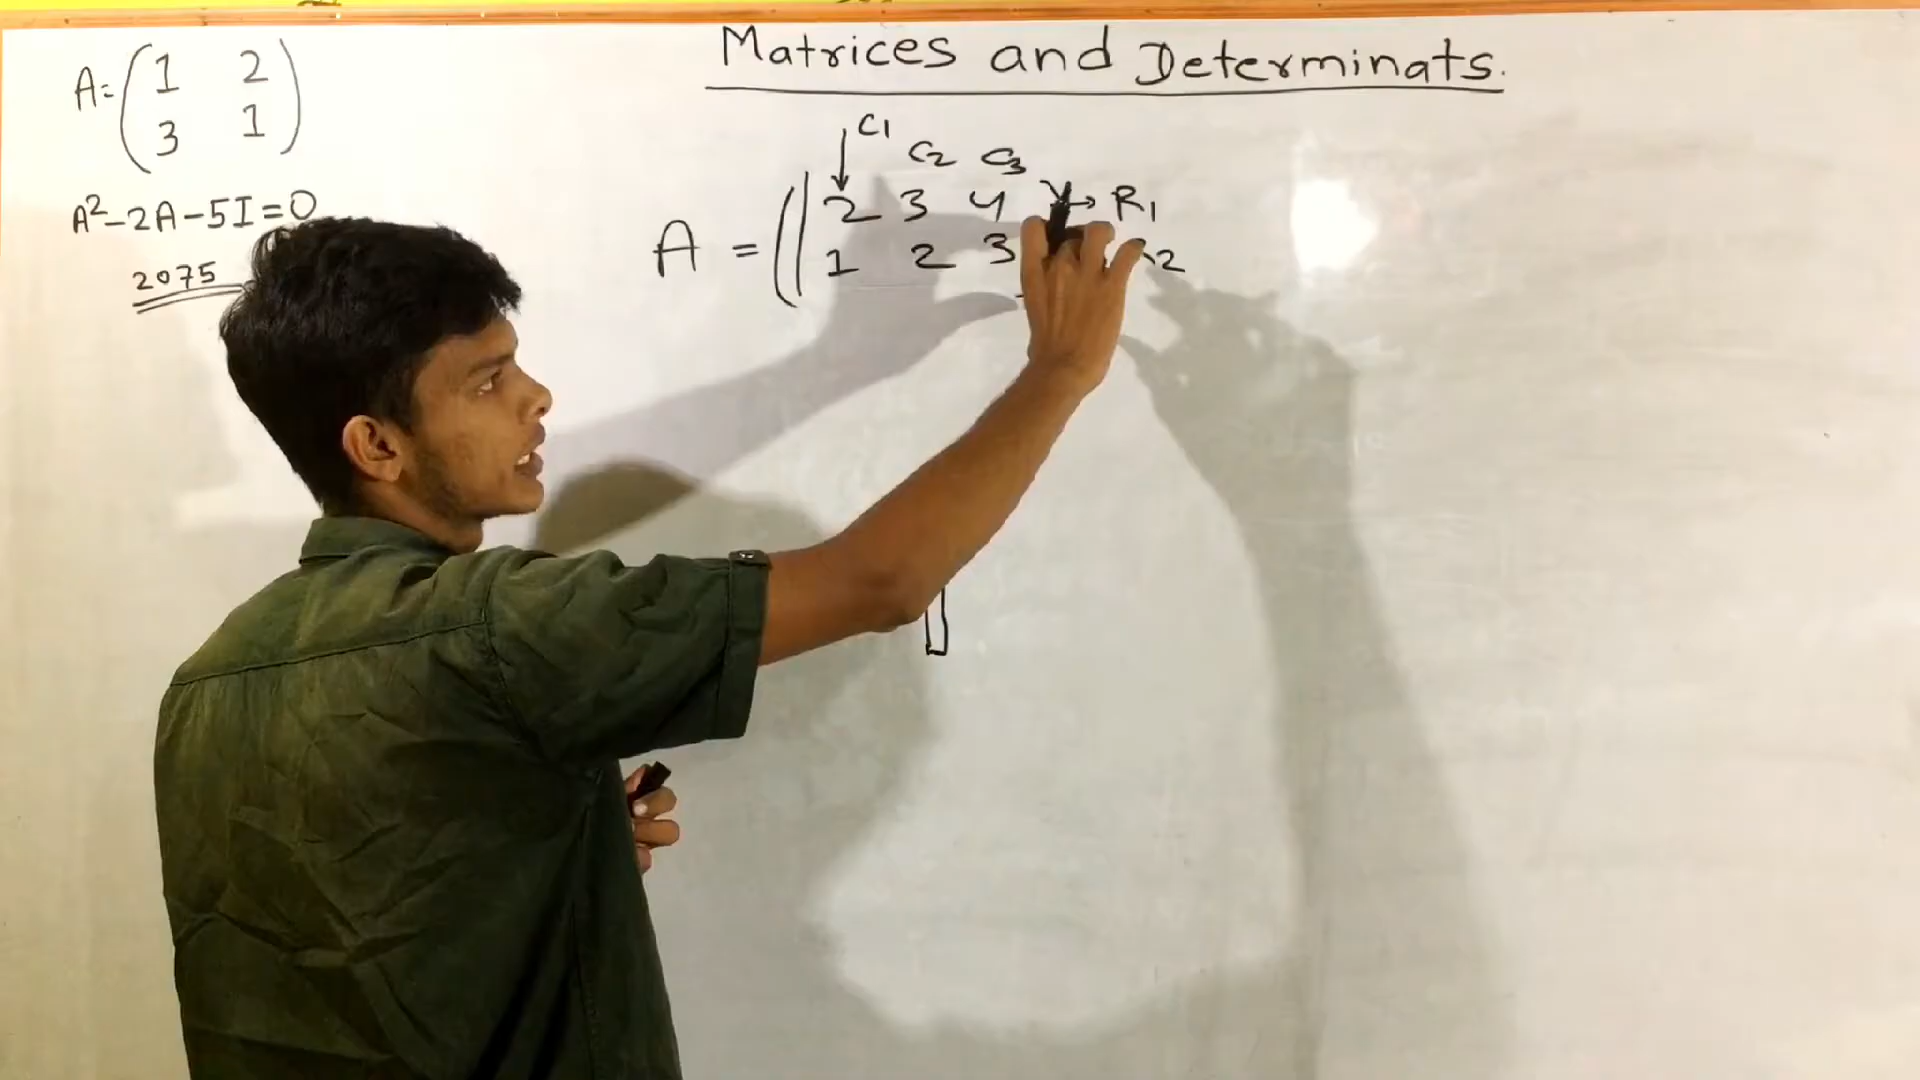 Matrices and Determinats.
A = ( 1 2
3 1 )
A²-2A-5I=0
2075
C1 C2 C3
A = (| 2 3 4 → R1
1 2 3